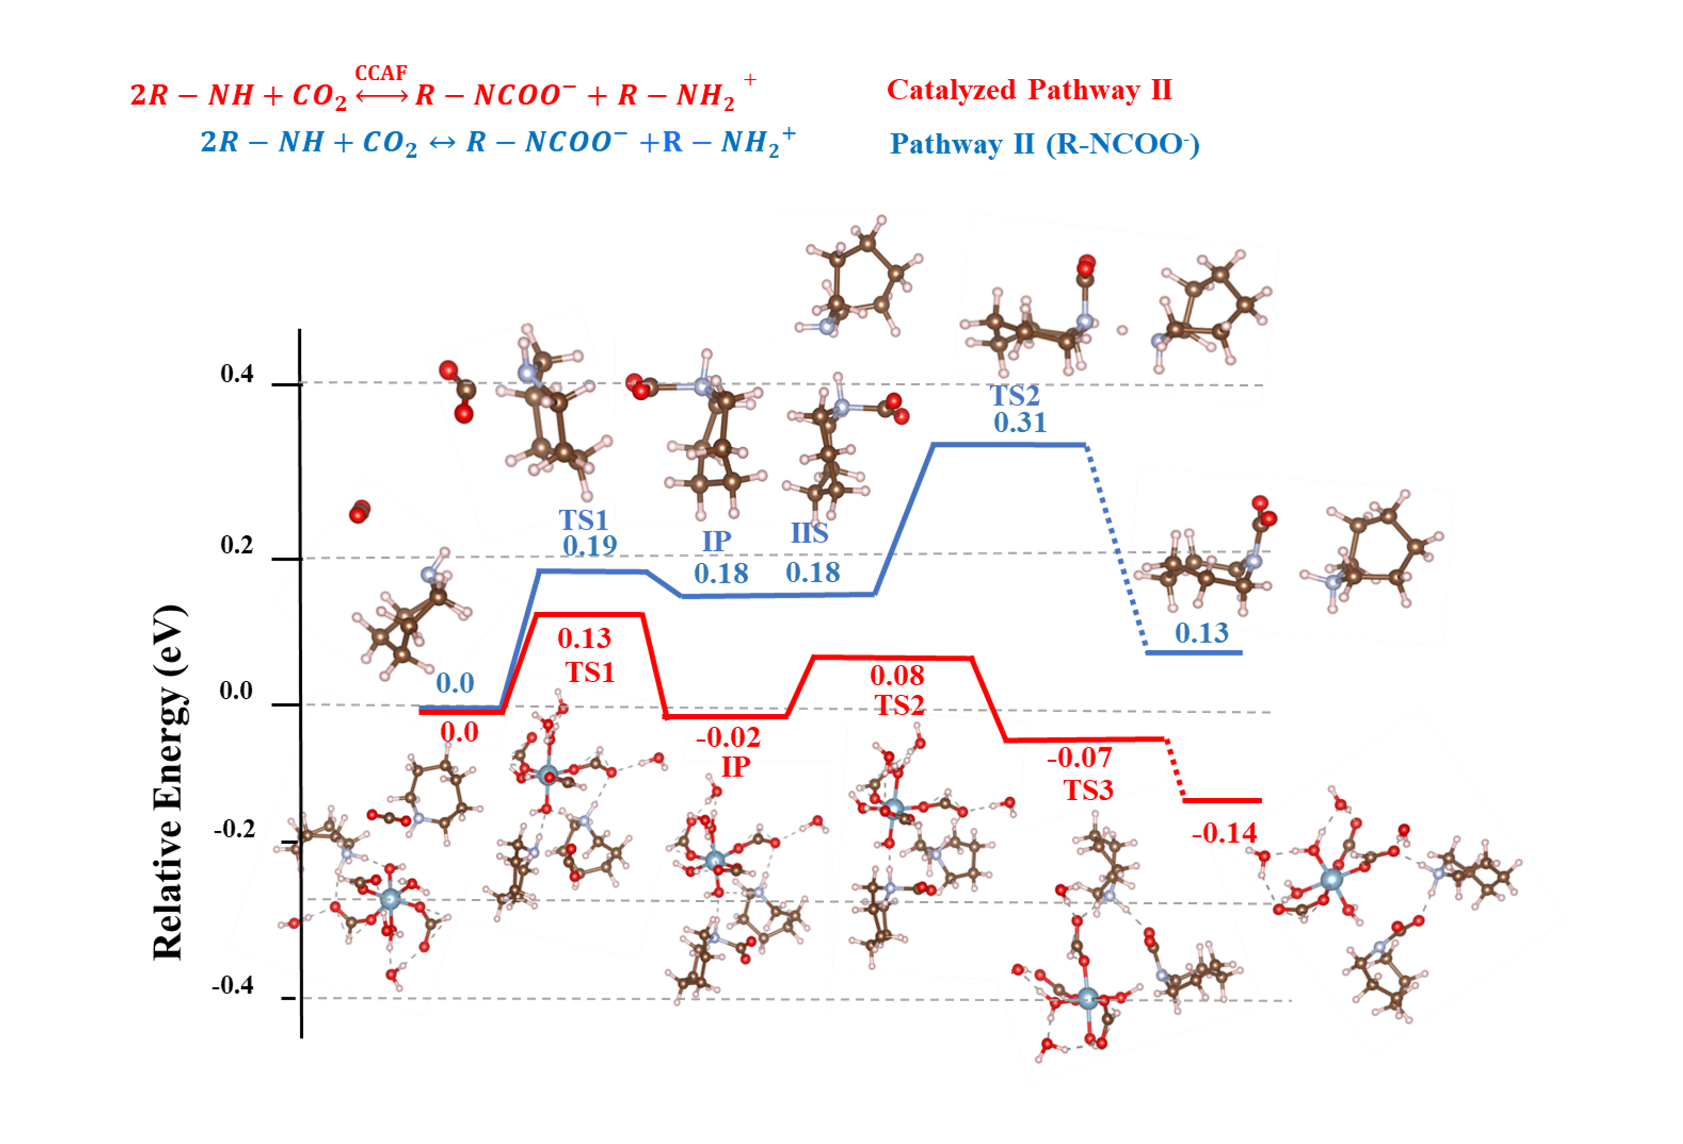 CCAF
2R − NH + CO₂ ⟷ R − NCOO⁻ + R − NH₂⁺ Catalyzed Pathway II
2R − NH + CO₂ ↔ R − NCOO⁻ +R − NH₂⁺ Pathway II (R-NCOO⁻)
Relative Energy (eV)
0.4
0.2
0.0
-0.2
-0.4
0.0
TS1
0.19
IP
0.18
IIS
0.18
TS2
0.31
0.13
0.0
0.13
TS1
-0.02
IP
0.08
TS2
-0.07
TS3
-0.14